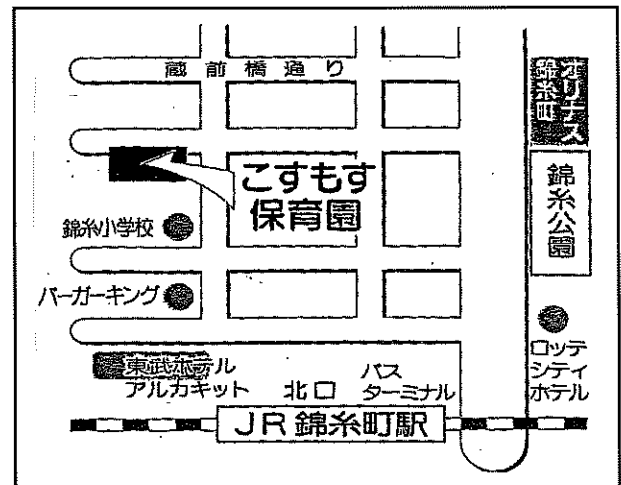 蔵前橋通り
オリナス
錦糸町
こすもす
保育園
錦糸公園
錦糸小学校
バーガーキング
ロッテ
シティ
ホテル
東武ホテル
アルカキット
北口
バス
ターミナル
JR錦糸町駅